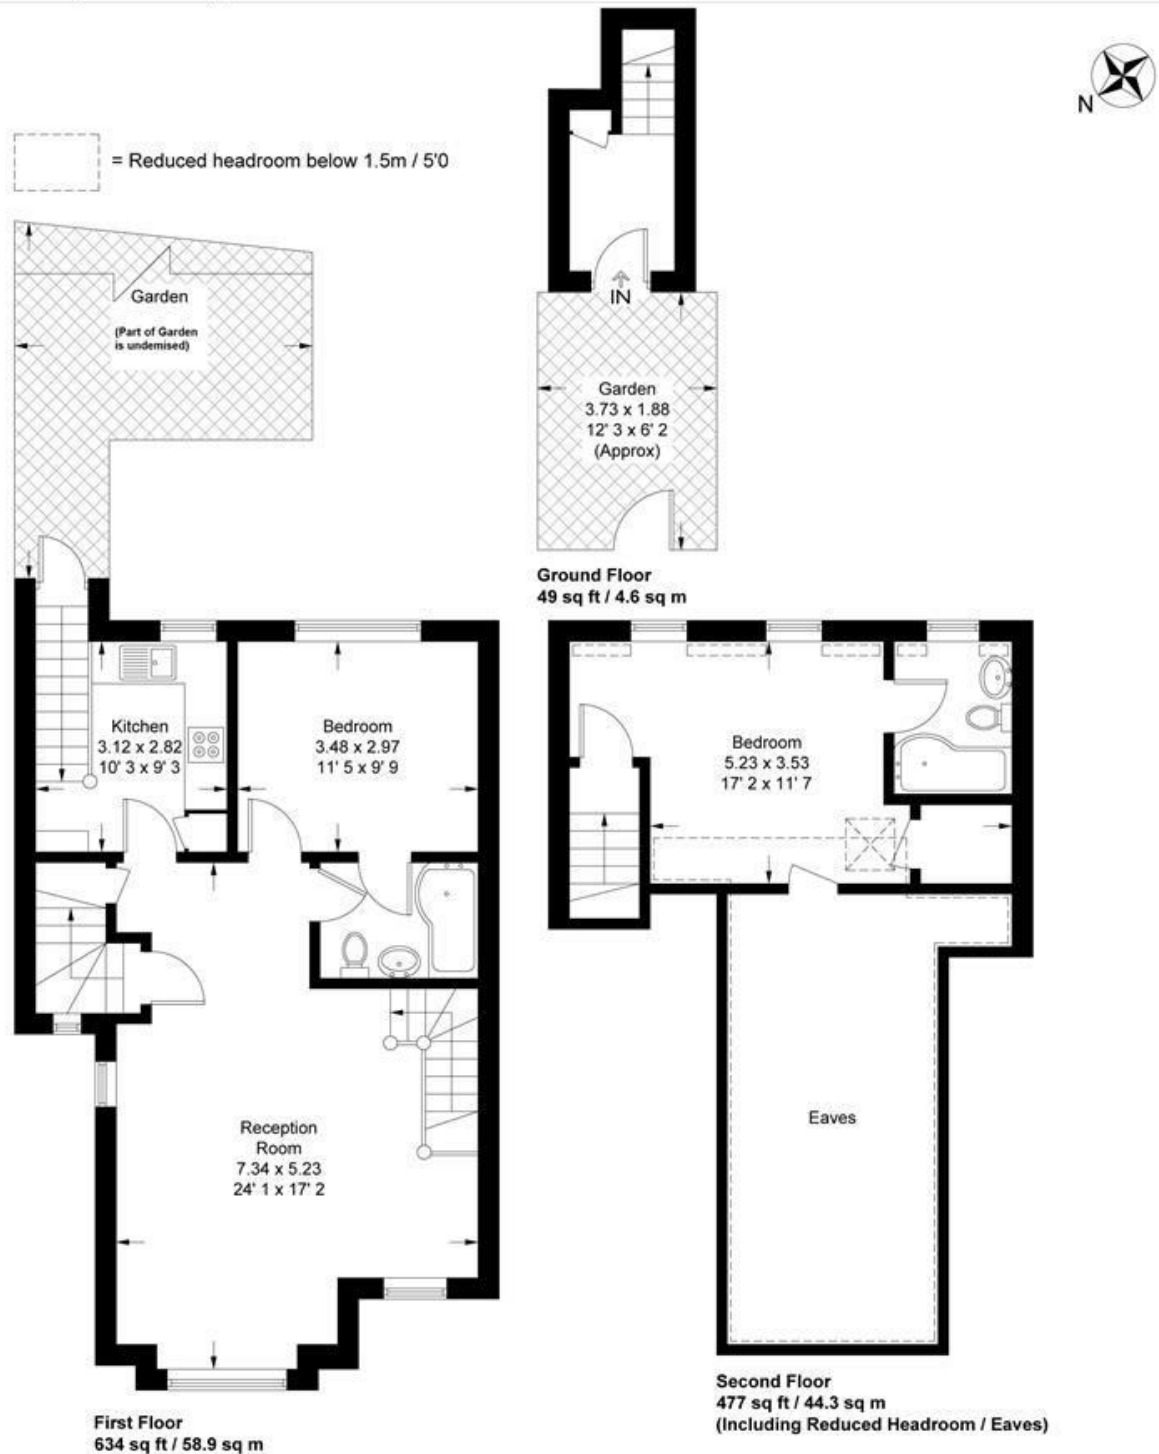 N
= Reduced headroom below 1.5m / 5'0
Garden
(Part of Garden
is undemised)
IN
Garden
3.73 x 1.88
12' 3 x 6' 2
(Approx)
Ground Floor
49 sq ft / 4.6 sq m
Kitchen
3.12 x 2.82
10' 3 x 9' 3
Bedroom
3.48 x 2.97
11' 5 x 9' 9
Reception
Room
7.34 x 5.23
24' 1 x 17' 2
First Floor
634 sq ft / 58.9 sq m
Bedroom
5.23 x 3.53
17' 2 x 11' 7
Eaves
Second Floor
477 sq ft / 44.3 sq m
(Including Reduced Headroom / Eaves)